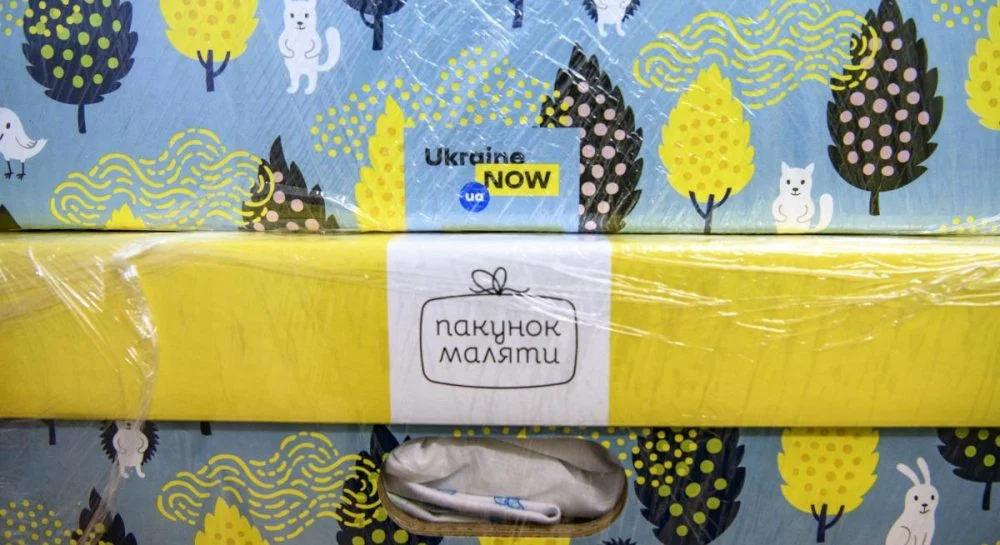 Ukraine
NOW
ua
пакунок
маляти